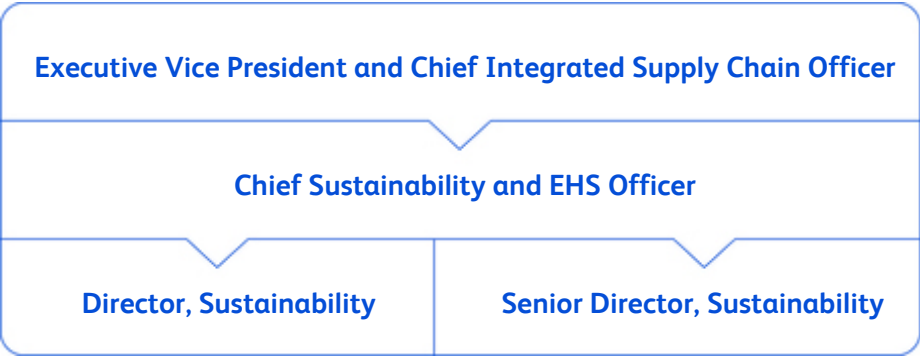 Executive Vice President and Chief Integrated Supply Chain Officer
Chief Sustainability and EHS Officer
Director, Sustainability
Senior Director, Sustainability